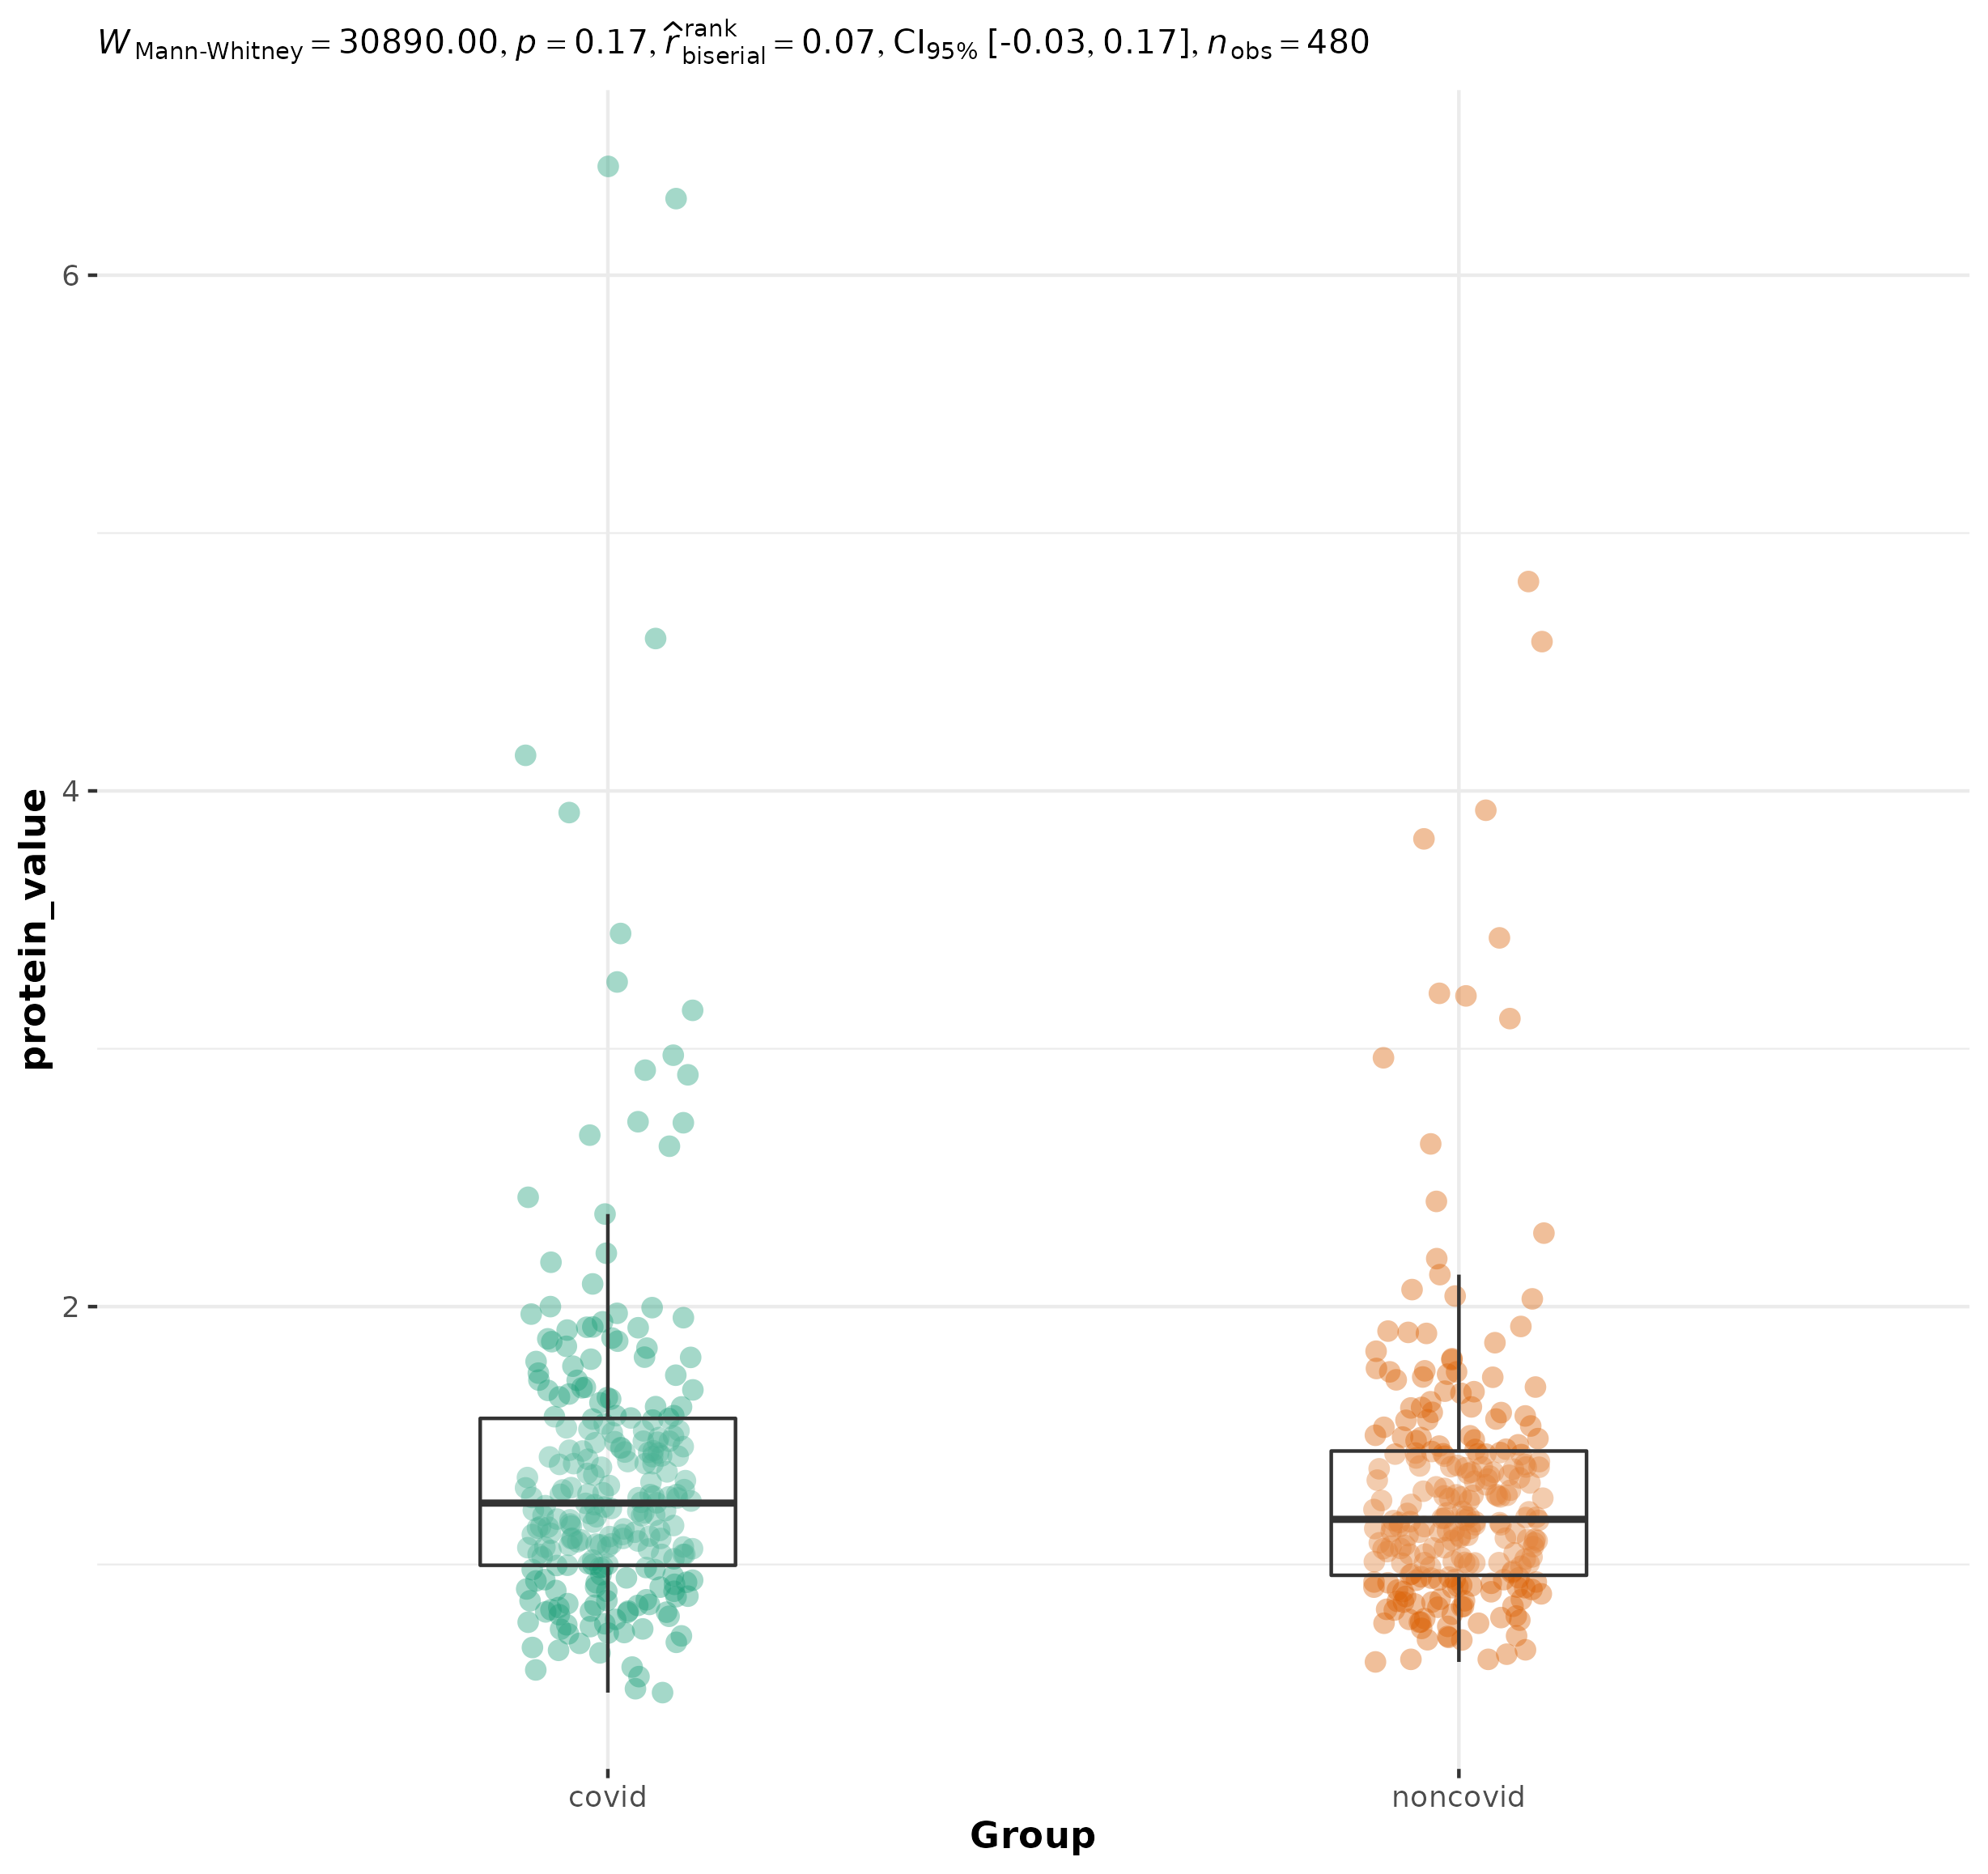 W Mann-Whitney = 30890.00, p = 0.17, r̂ rank biserial = 0.07, CI95% [-0.03, 0.17], n obs = 480
6
4
2
protein_value
covid noncovid
Group